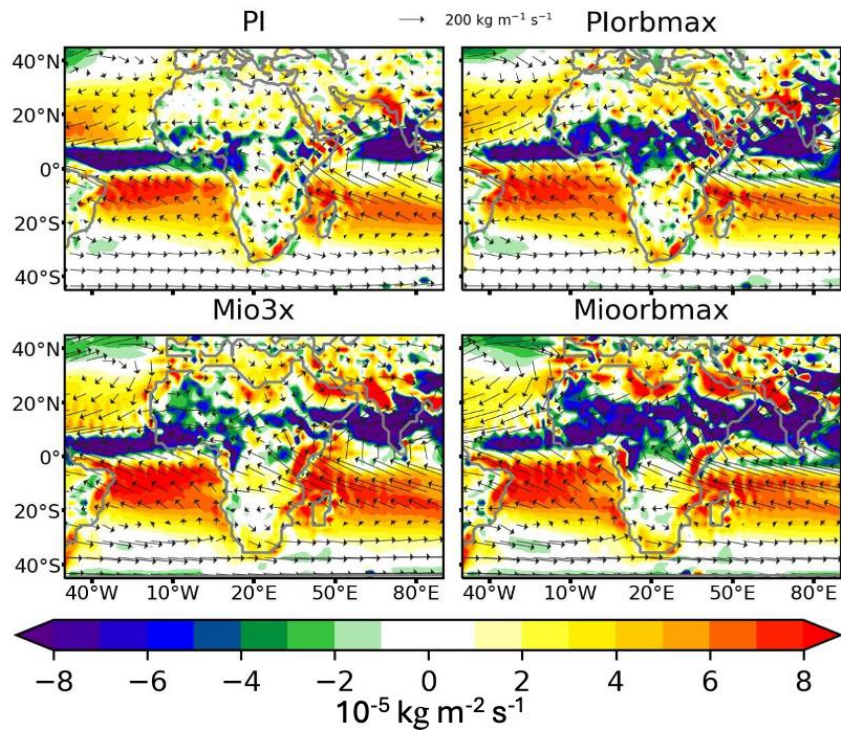 PI → 200 kg m⁻¹ s⁻¹ PIorbmax
40°N
20°N
0°
20°S
40°S
Mio3x Mioorbmax
40°N
20°N
0°
20°S
40°S
40°W 10°W 20°E 50°E 80°E 40°W 10°W 20°E 50°E 80°E
−8 −6 −4 −2 0 2 4 6 8
10⁻⁵ kg m⁻² s⁻¹